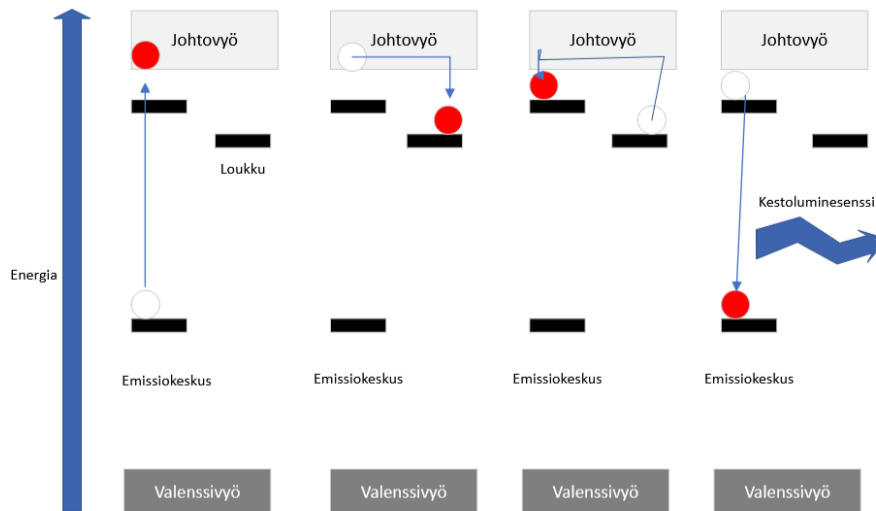 Johtovyö
Johtovyö
Johtovyö
Johtovyö
Loukku
Kestoluminesenssi
Energia
Emissiokeskus
Emissiokeskus
Emissiokeskus
Emissiokeskus
Valenssivyö
Valenssivyö
Valenssivyö
Valenssivyö